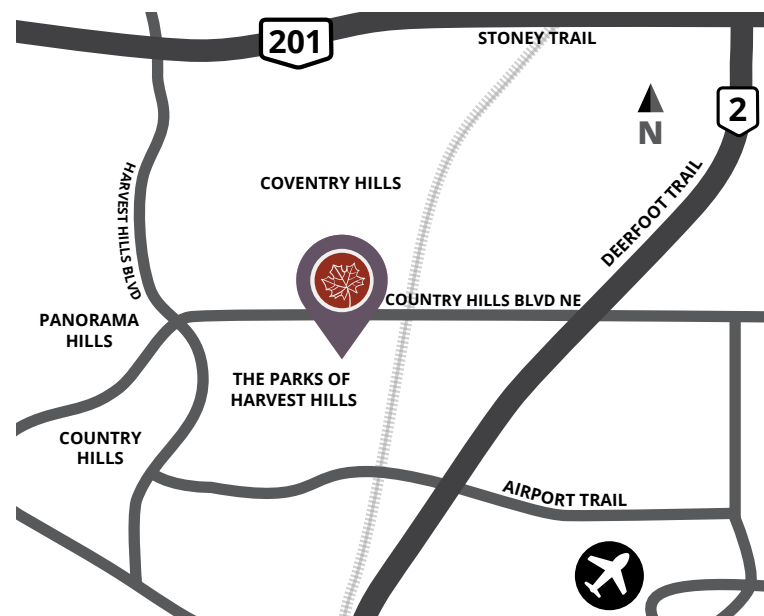 201
STONEY TRAIL
2
N
HARVEST HILLS BLVD
COVENTRY HILLS
DEERFOOT TRAIL
COUNTRY HILLS BLVD NE
PANORAMA
HILLS
THE PARKS OF
HARVEST HILLS
COUNTRY
HILLS
AIRPORT TRAIL